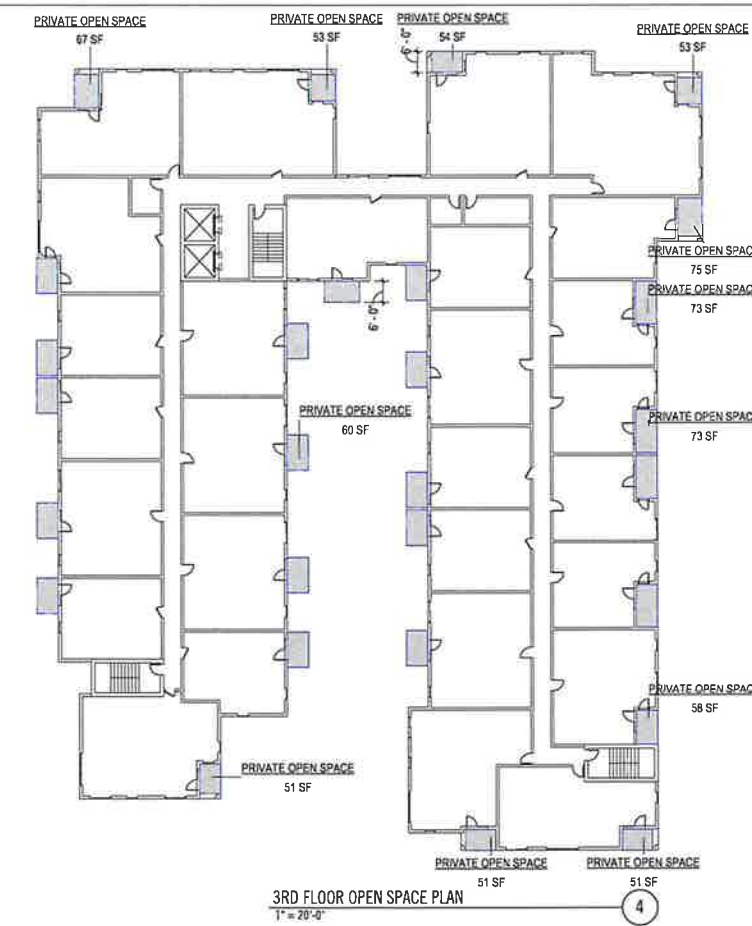 PRIVATE OPEN SPACE
67 SF
PRIVATE OPEN SPACE
53 SF
PRIVATE OPEN SPACE
54 SF
6'-0"
PRIVATE OPEN SPACE
53 SF
PRIVATE OPEN SPAC
75 SF
PRIVATE OPEN SPAC
73 SF
6'-0"
PRIVATE OPEN SPACE
60 SF
PRIVATE OPEN SPAC
73 SF
PRIVATE OPEN SPAC
58 SF
PRIVATE OPEN SPACE
51 SF
PRIVATE OPEN SPACE
51 SF
PRIVATE OPEN SPACE
51 SF
3RD FLOOR OPEN SPACE PLAN
1" = 20'-0"
4